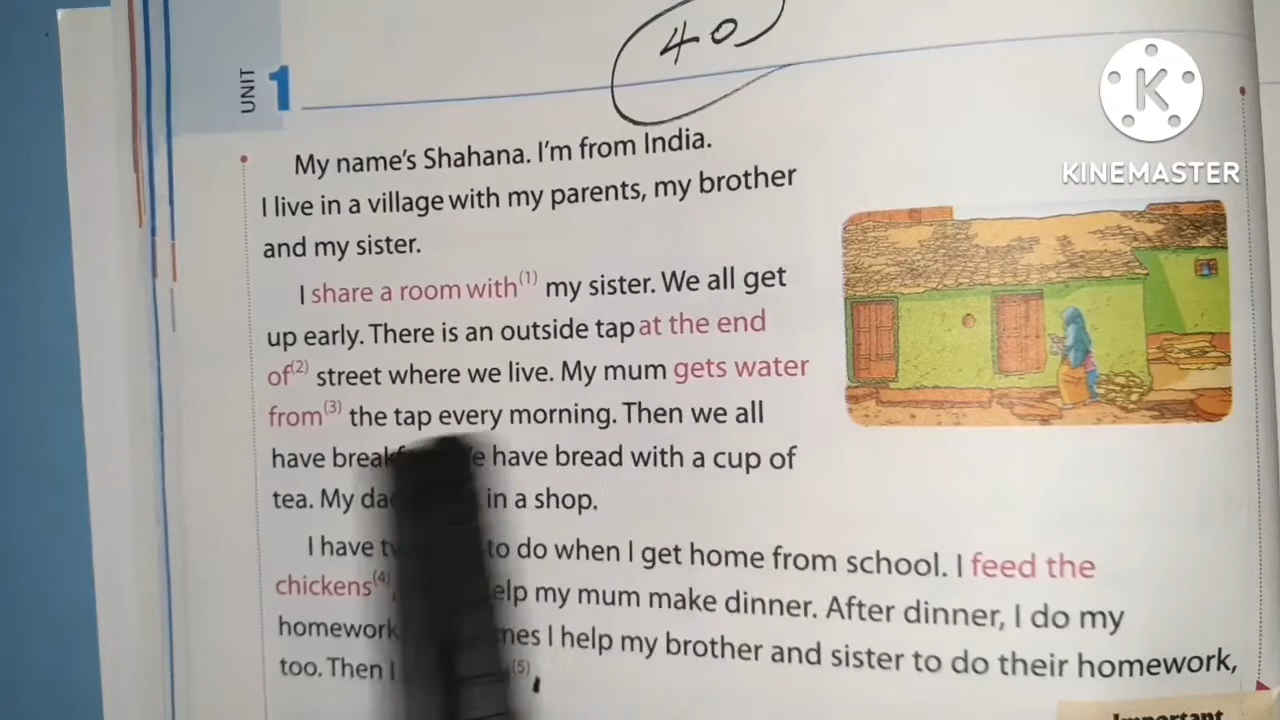 40
UNIT 1
K
KINEMASTER
My name's Shahana. I'm from India.
I live in a village with my parents, my brother
and my sister.
I share a room with(1) my sister. We all get
up early. There is an outside tap at the end
of(2) street where we live. My mum gets water
from(3) the tap every morning. Then we all
have have bread with a cup of
tea. My in a shop.
I have to do when I get home from school. I feed the
chickens(4) my mum make dinner. After dinner, I do my
homework I help my brother and sister to do their homework,
too. Then I (5)
Important